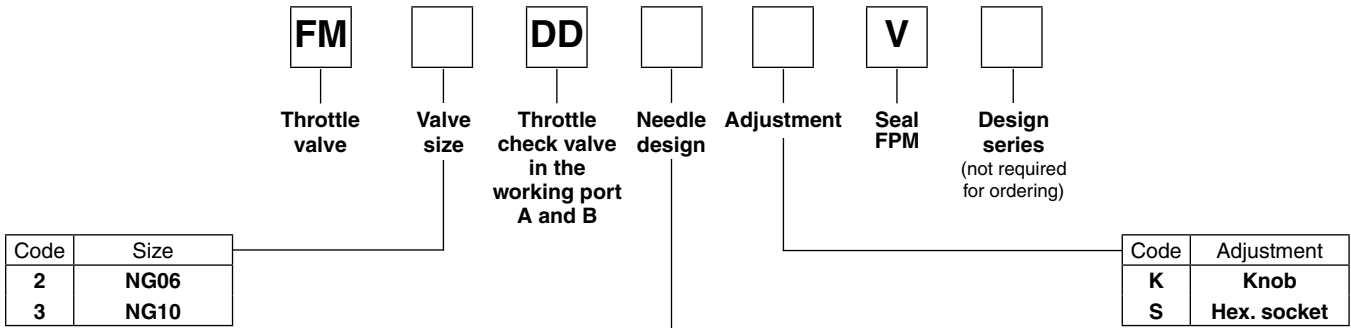 FM DD V
Throttle valve
Valve size
Throttle check valve in the working port A and B
Needle design
Adjustment
Seal FPM
Design series (not required for ordering)
Code Size
2 NG06
3 NG10
Code Adjustment
K Knob
S Hex. socket